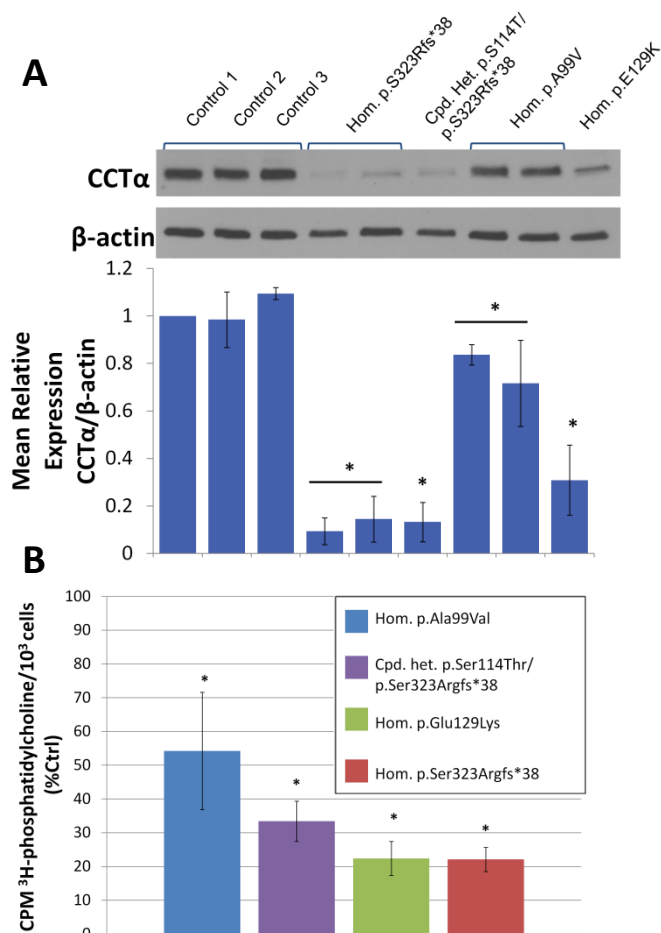 A
Control 1
Control 2
Control 3
Hom. p.S323Rfs*38
Cpd. Het. p.S114T/
p.S323Rfs*38
Hom. p.A99V
Hom. p.E129K
CCTα
β-actin
Mean Relative
Expression
CCTα/β-actin
1.2
1
0.8
0.6
0.4
0.2
0
*
*
*
*
B
CPM ³H-phosphatidylcholine/10³ cells
(%Ctrl)
100
90
80
70
60
50
40
30
20
10
0
*
*
*
*
Hom. p.Ala99Val
Cpd. het. p.Ser114Thr/
p.Ser323Argfs*38
Hom. p.Glu129Lys
Hom. p.Ser323Argfs*38